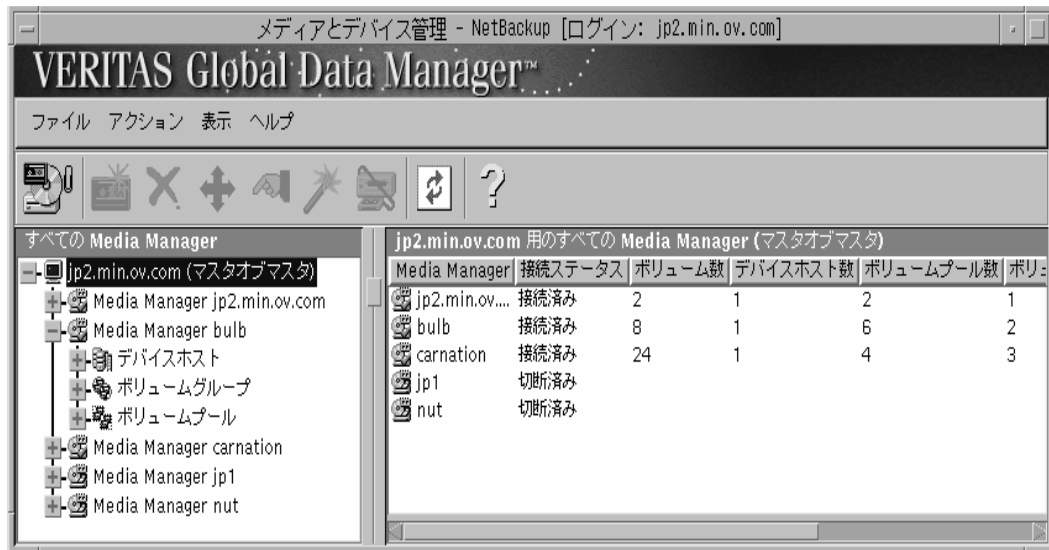 メディアとデバイス管理 - NetBackup [ログイン: jp2.min.ov.com]
VERITAS Global Data Manager™
ファイル アクション 表示 ヘルプ
すべての Media Manager
jp2.min.ov.com (マスタオブマスタ)
Media Manager jp2.min.ov.com
Media Manager bulb
デバイスホスト
ボリュームグループ
ボリュームプール
Media Manager carnation
Media Manager jp1
Media Manager nut
jp2.min.ov.com 用のすべての Media Manager (マスタオブマスタ)
Media Manager 接続ステータス ボリューム数 デバイスホスト数 ボリュームプール数 ボリュ
jp2.min.ov.... 接続済み 2 1 2 1
bulb 接続済み 8 1 6 2
carnation 接続済み 24 1 4 3
jp1 切断済み
nut 切断済み